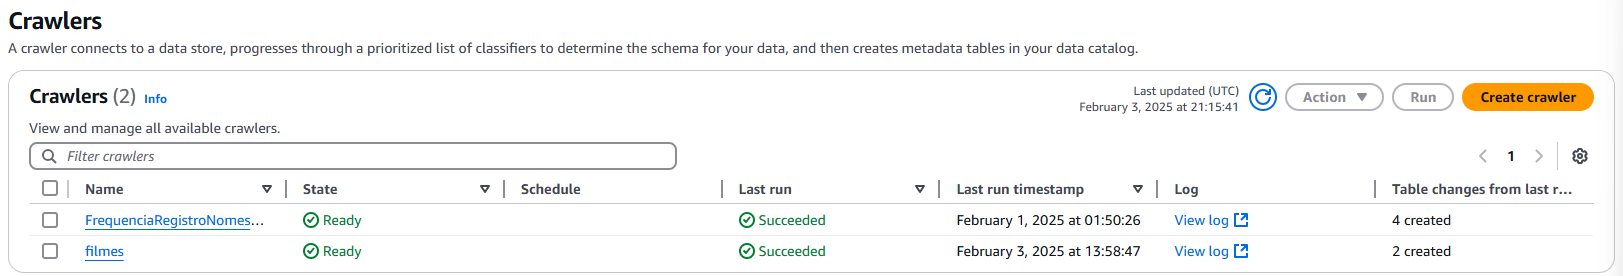 Crawlers
A crawler connects to a data store, progresses through a prioritized list of classifiers to determine the schema for your data, and then creates metadata tables in your data catalog.
Crawlers (2) Info
Last updated (UTC)
February 3, 2025 at 21:15:41
Action
Run
Create crawler
View and manage all available crawlers.
Filter crawlers
1
Name State Schedule Last run Last run timestamp Log Table changes from last r...
FrequenciaRegistroNomes... Ready Succeeded February 1, 2025 at 01:50:26 View log 4 created
filmes Ready Succeeded February 3, 2025 at 13:58:47 View log 2 created